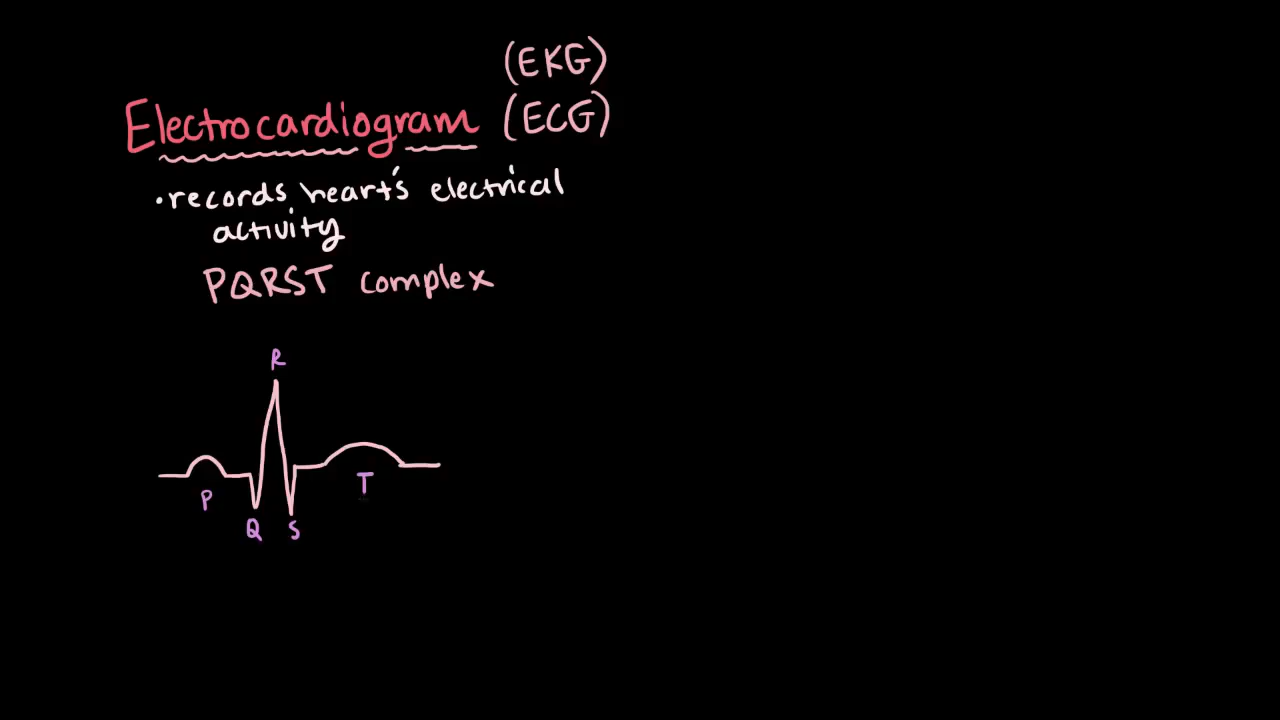 (EKG)
Electrocardiogram (ECG)
• records heart's electrical
activity
PQRST complex
R
P
T
Q S